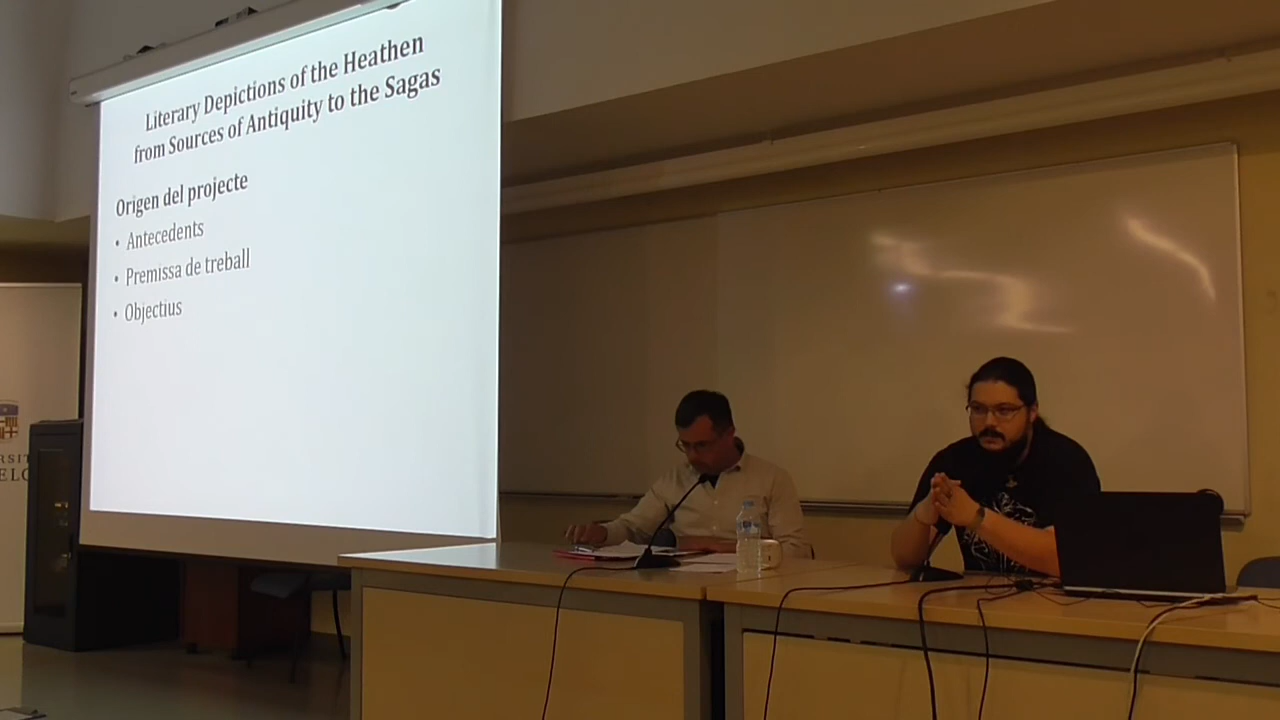 Literary Depictions of the Heathen
from Sources of Antiquity to the Sagas
Origen del projecte
• Antecedents
• Premissa de treball
• Objectius